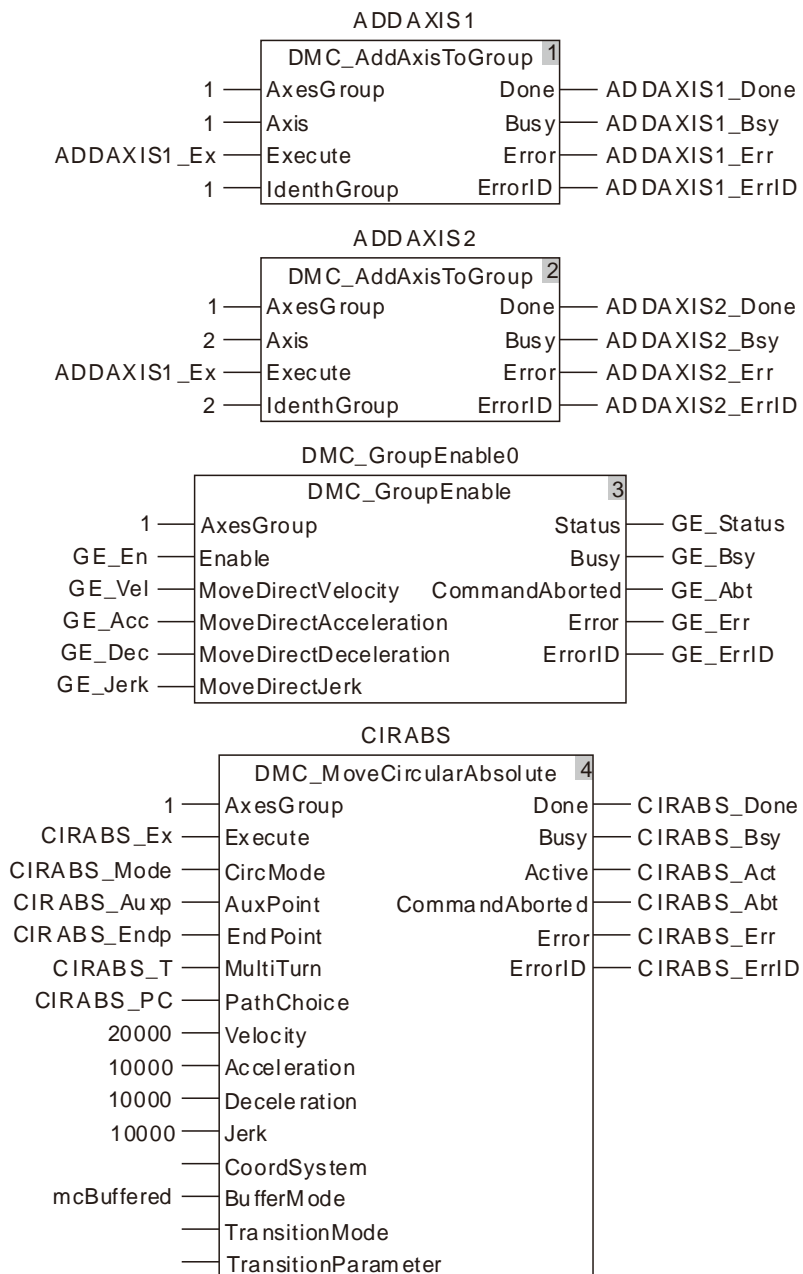 ADDAXIS1
DMC_AddAxisToGroup 1
1 AxesGroup Done ADDAXIS1_Done
1 Axis Busy ADDAXIS1_Bsy
ADDAXIS1_Ex Execute Error ADDAXIS1_Err
1 IdenthGroup ErrorID ADDAXIS1_ErrID
ADDAXIS2
DMC_AddAxisToGroup 2
1 AxesGroup Done ADDAXIS2_Done
2 Axis Busy ADDAXIS2_Bsy
ADDAXIS1_Ex Execute Error ADDAXIS2_Err
2 IdenthGroup ErrorID ADDAXIS2_ErrID
DMC_GroupEnable0
DMC_GroupEnable 3
1 AxesGroup Status GE_Status
GE_En Enable Busy GE_Bsy
GE_Vel MoveDirectVelocity CommandAborted GE_Abt
GE_Acc MoveDirectAcceleration Error GE_Err
GE_Dec MoveDirectDeceleration ErrorID GE_ErrID
GE_Jerk MoveDirectJerk
CIRABS
DMC_MoveCircularAbsolute 4
1 AxesGroup Done CIRABS_Done
CIRABS_Ex Execute Busy CIRABS_Bsy
CIRABS_Mode CircMode Active CIRABS_Act
CIRABS_Auxp AuxPoint CommandAborted CIRABS_Abt
CIRABS_Endp EndPoint Error CIRABS_Err
CIRABS_T MultiTurn ErrorID CIRABS_ErrID
CIRABS_PC PathChoice
20000 Velocity
10000 Acceleration
10000 Deceleration
10000 Jerk
CoordSystem
mcBuffered BufferMode
TransitionMode
TransitionParameter